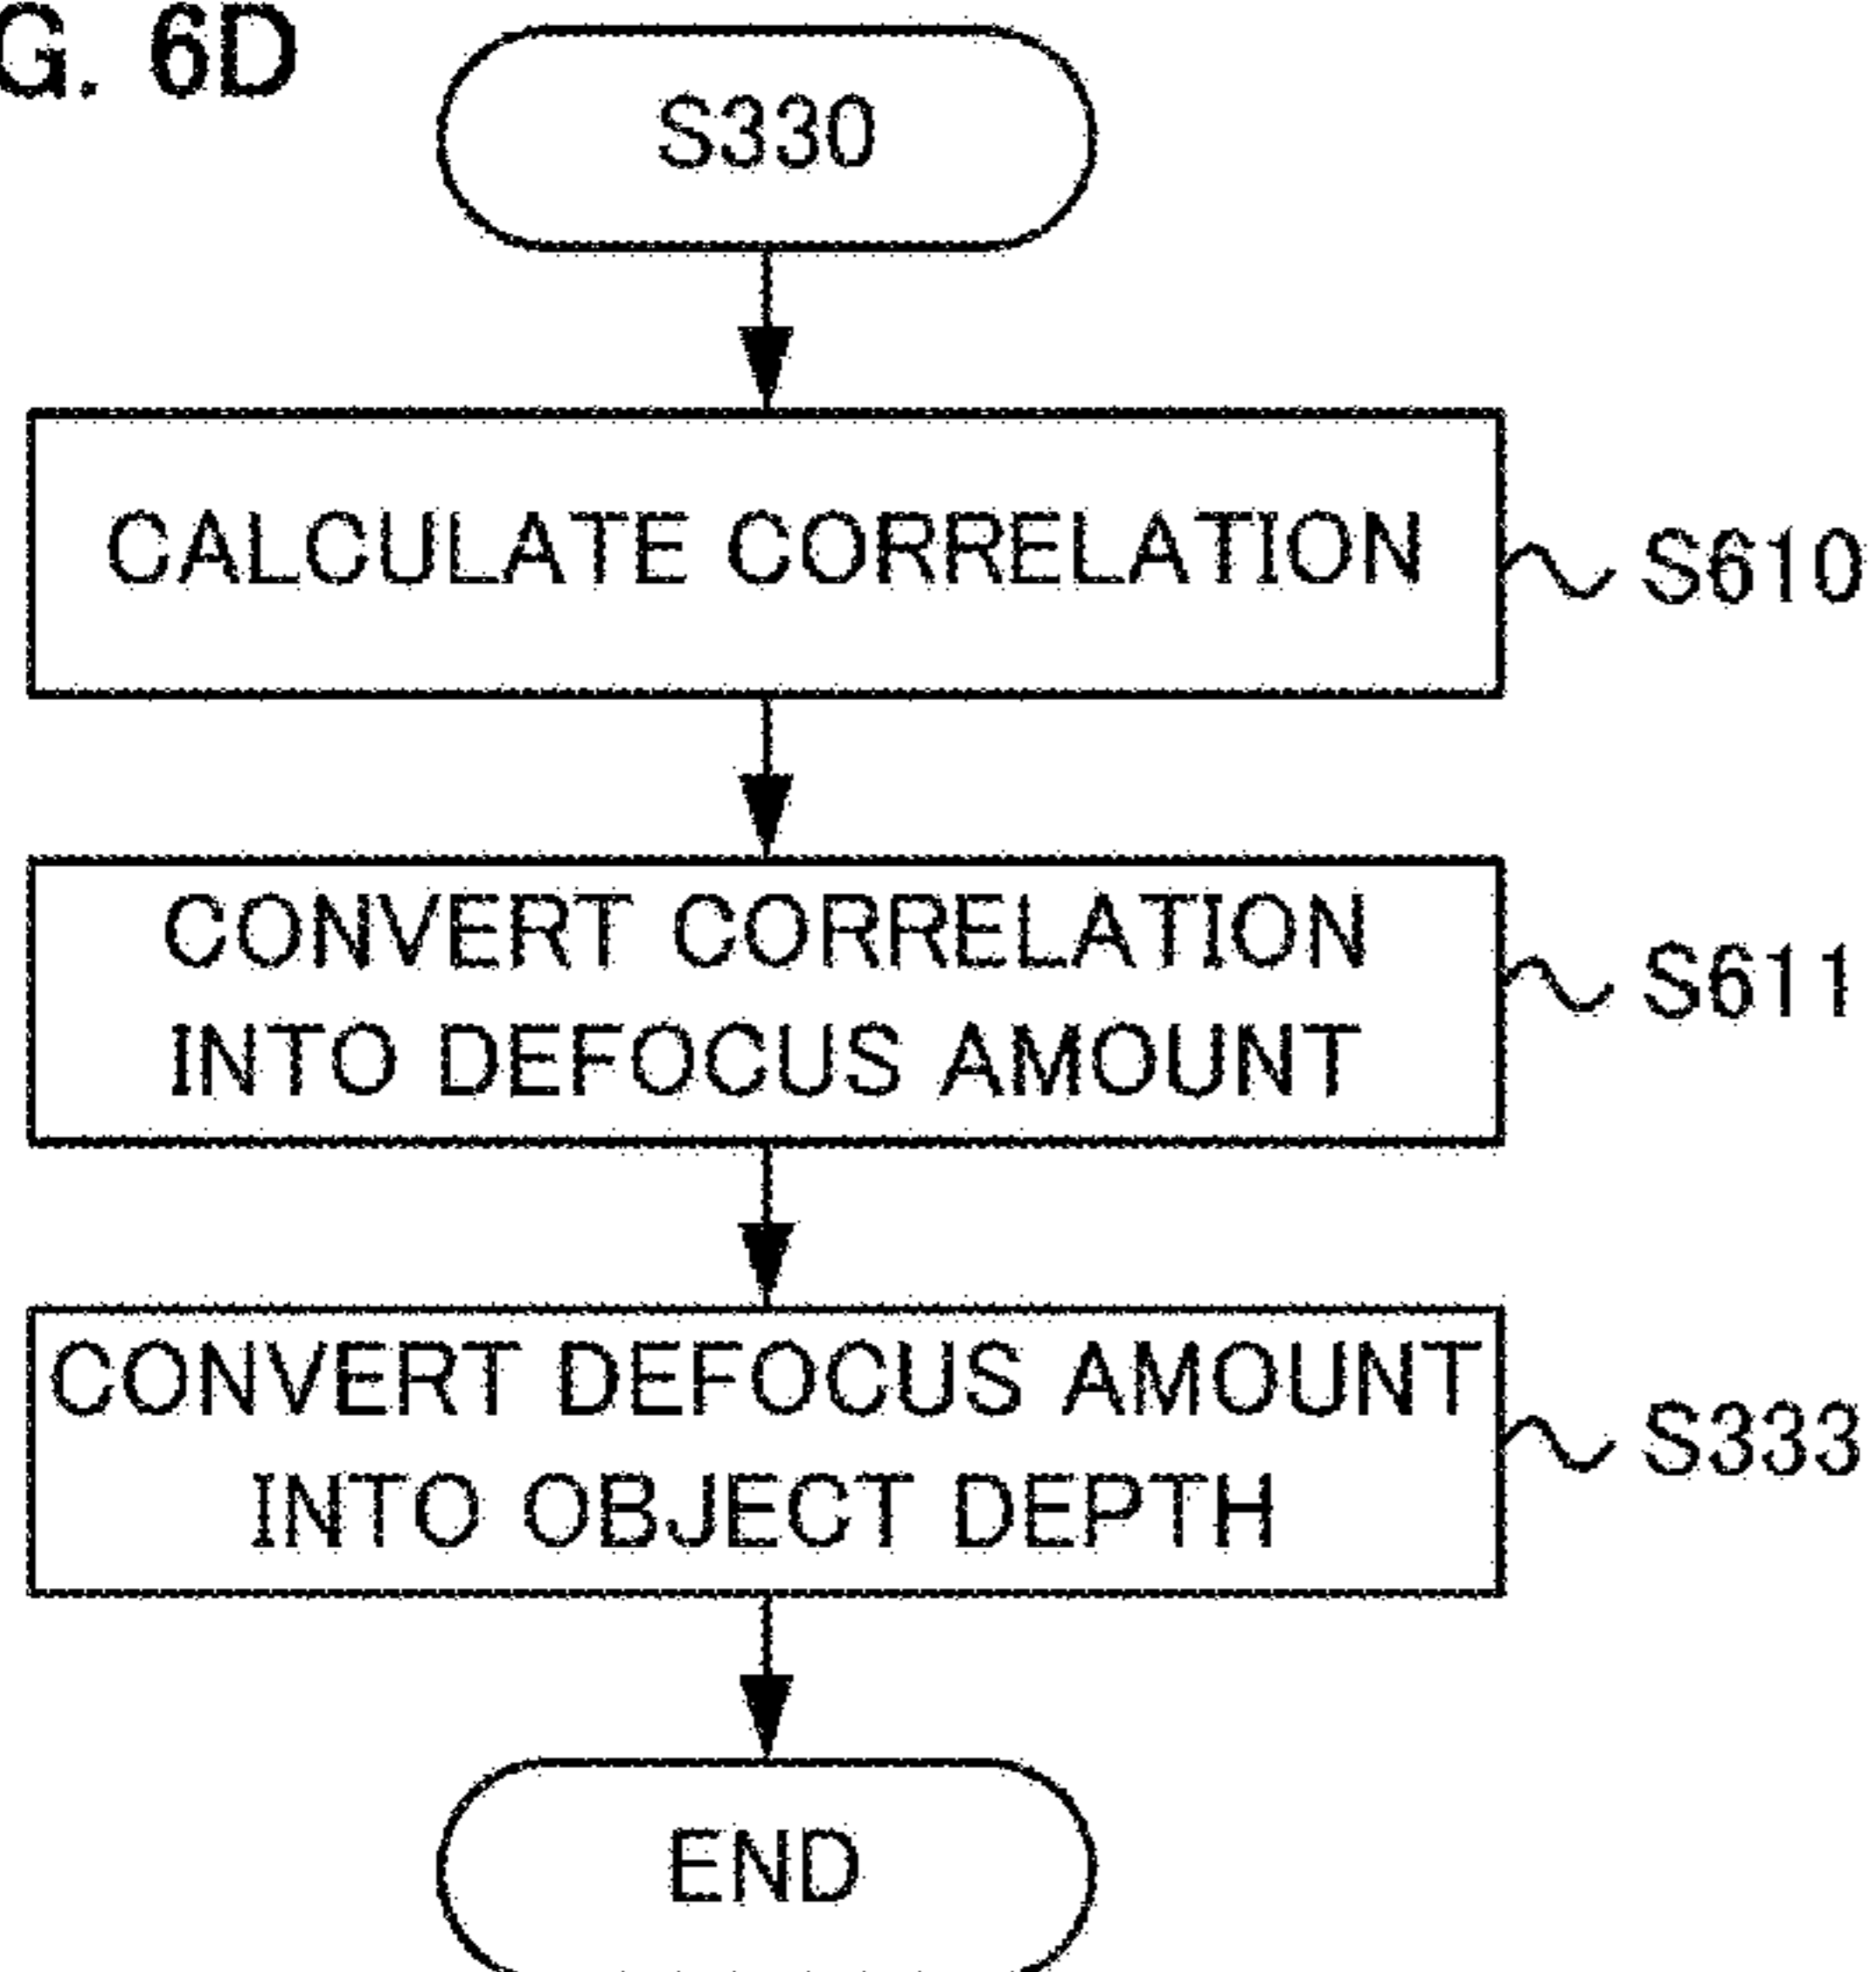 G. 6D
S330
CALCULATE CORRELATION
S610
CONVERT CORRELATION
INTO DEFOCUS AMOUNT
S611
CONVERT DEFOCUS AMOUNT
INTO OBJECT DEPTH
S333
END